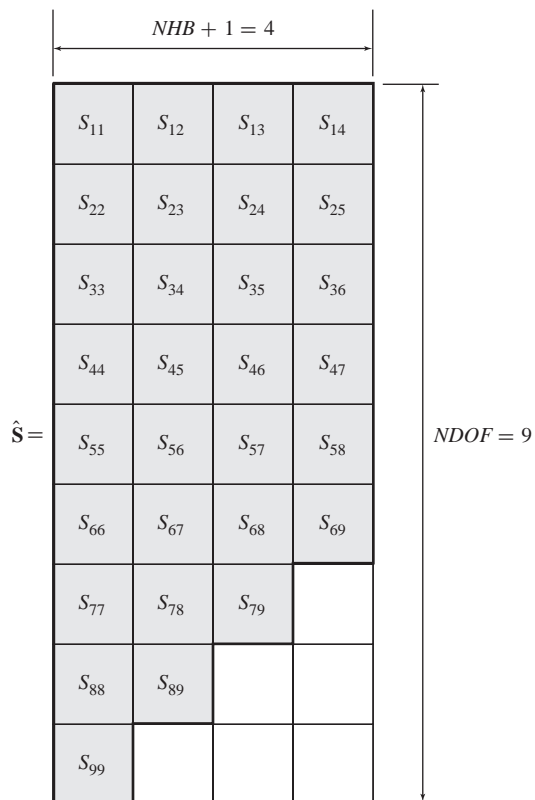 NHB + 1 = 4
S₁₁ S₁₂ S₁₃ S₁₄
S₂₂ S₂₃ S₂₄ S₂₅
S₃₃ S₃₄ S₃₅ S₃₆
S₄₄ S₄₅ S₄₆ S₄₇
Ŝ = S₅₅ S₅₆ S₅₇ S₅₈ NDOF = 9
S₆₆ S₆₇ S₆₈ S₆₉
S₇₇ S₇₈ S₇₉
S₈₈ S₈₉
S₉₉